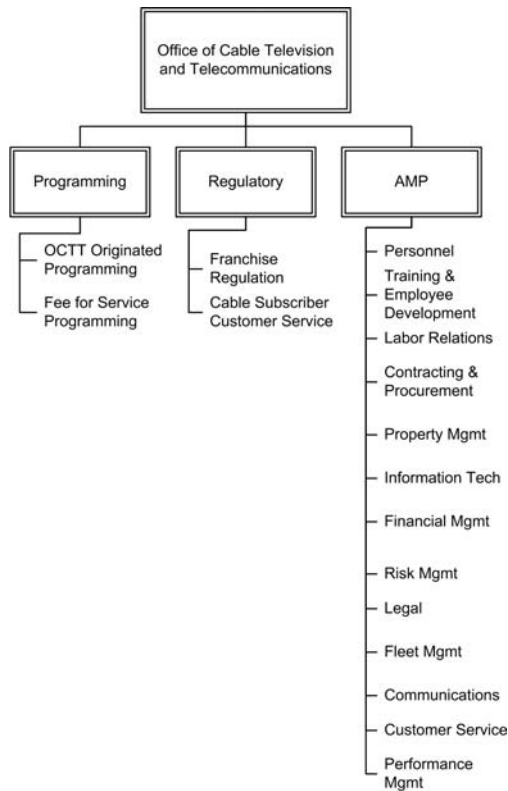 Office of Cable Television
and Telecommunications
Programming
Regulatory
AMP
OCTT Originated
Programming
Fee for Service
Programming
Franchise
Regulation
Cable Subscriber
Customer Service
Personnel
Training &
Employee
Development
Labor Relations
Contracting &
Procurement
Property Mgmt
Information Tech
Financial Mgmt
Risk Mgmt
Legal
Fleet Mgmt
Communications
Customer Service
Performance
Mgmt